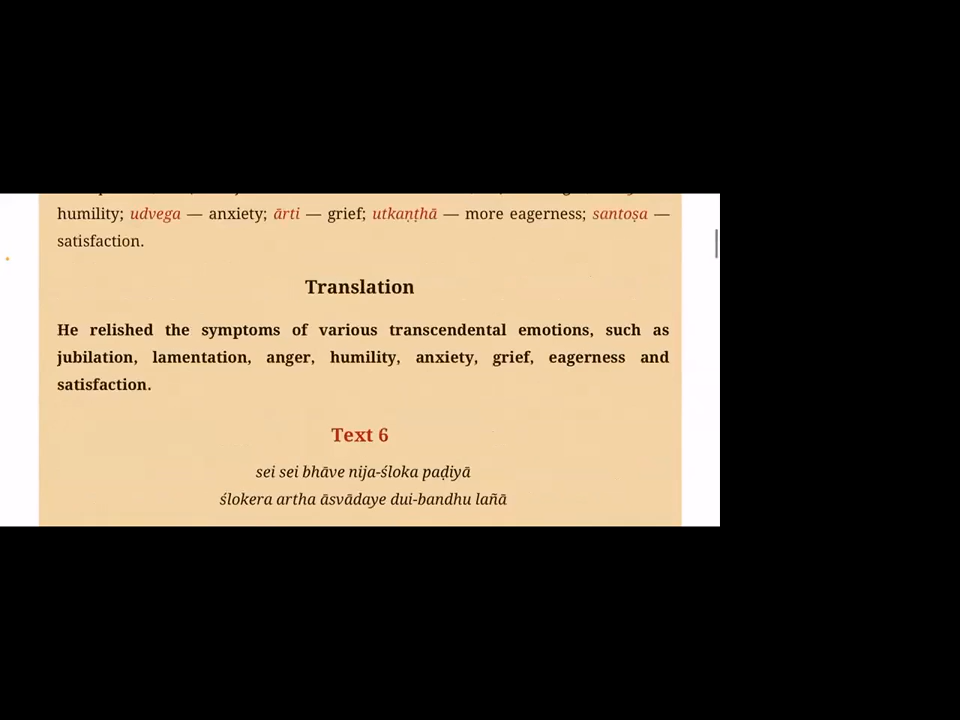 humility; udvega — anxiety; ārti — grief; utkaṇṭhā — more eagerness; santoṣa —
satisfaction.
Translation
He relished the symptoms of various transcendental emotions, such as
jubilation, lamentation, anger, humility, anxiety, grief, eagerness and
satisfaction.
Text 6
sei sei bhāve nija-śloka paḍiyā
ślokera artha āsvādaye dui-bandhu lañā